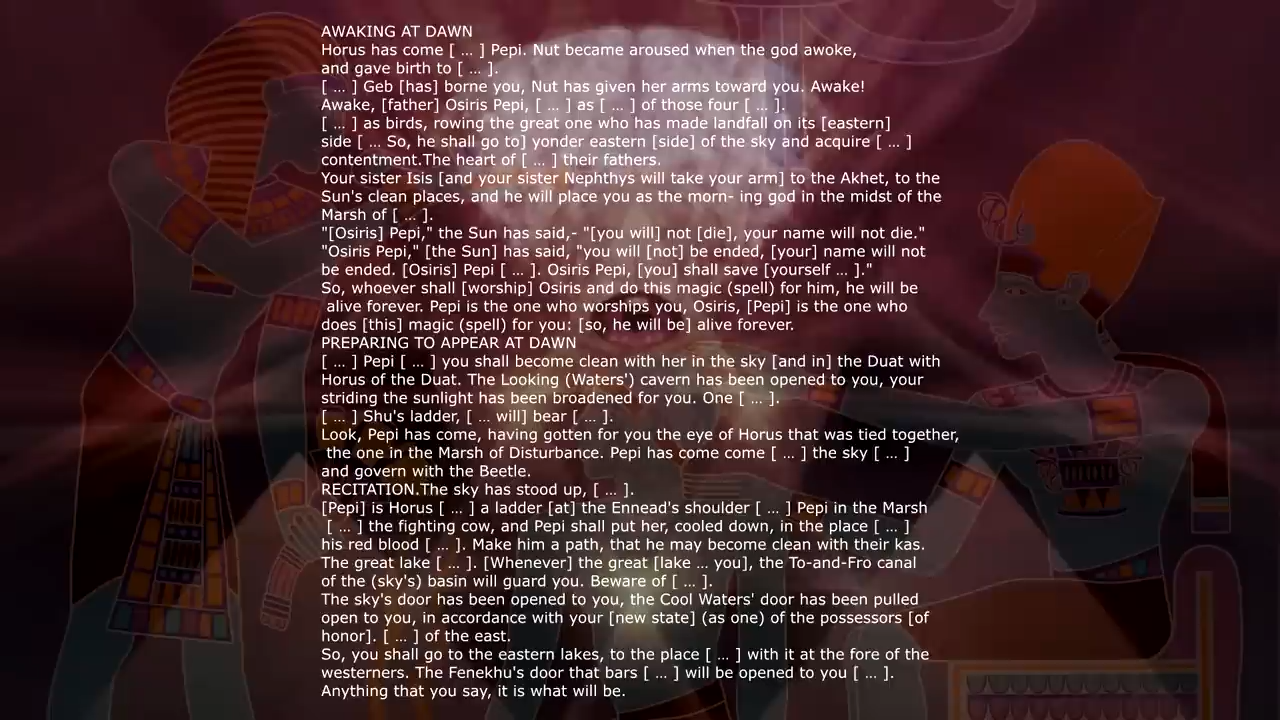 AWAKING AT DAWN
Horus has come [ ... ] Pepi. Nut became aroused when the god awoke,
and gave birth to [ ... ].
[ ... ] Geb [has] borne you, Nut has given her arms toward you. Awake!
Awake, [father] Osiris Pepi, [ ... ] as [ ... ] of those four [ ... ].
[ ... ] as birds, rowing the great one who has made landfall on its [eastern]
side [ ... So, he shall go to] yonder eastern [side] of the sky and acquire [ ... ]
contentment.The heart of [ ... ] their fathers.
Your sister Isis [and your sister Nephthys will take your arm] to the Akhet, to the
Sun's clean places, and he will place you as the morn- ing god in the midst of the
Marsh of [ ... ].
"[Osiris] Pepi," the Sun has said,- "[you will] not [die], your name will not die."
"Osiris Pepi," [the Sun] has said, "you will [not] be ended, [your] name will not
be ended. [Osiris] Pepi [ ... ]. Osiris Pepi, [you] shall save [yourself ... ]."
So, whoever shall [worship] Osiris and do this magic (spell) for him, he will be
alive forever. Pepi is the one who worships you, Osiris, [Pepi] is the one who
does [this] magic (spell) for you: [so, he will be] alive forever.
PREPARING TO APPEAR AT DAWN
[ ... ] Pepi [ ... ] you shall become clean with her in the sky [and in] the Duat with
Horus of the Duat. The Looking (Waters') cavern has been opened to you, your
striding the sunlight has been broadened for you. One [ ... ].
[ ... ] Shu's ladder, [ ... will] bear [ ... ].
Look, Pepi has come, having gotten for you the eye of Horus that was tied together,
the one in the Marsh of Disturbance. Pepi has come come [ ... ] the sky [ ... ]
and govern with the Beetle.
RECITATION.The sky has stood up, [ ... ].
[Pepi] is Horus [ ... ] a ladder [at] the Ennead's shoulder [ ... ] Pepi in the Marsh
[ ... ] the fighting cow, and Pepi shall put her, cooled down, in the place [ ... ]
his red blood [ ... ]. Make him a path, that he may become clean with their kas.
The great lake [ ... ]. [Whenever] the great [lake ... you], the To-and-Fro canal
of the (sky's) basin will guard you. Beware of [ ... ].
The sky's door has been opened to you, the Cool Waters' door has been pulled
open to you, in accordance with your [new state] (as one) of the possessors [of
honor]. [ ... ] of the east.
So, you shall go to the eastern lakes, to the place [ ... ] with it at the fore of the
westerners. The Fenekhu's door that bars [ ... ] will be opened to you [ ... ].
Anything that you say, it is what will be.